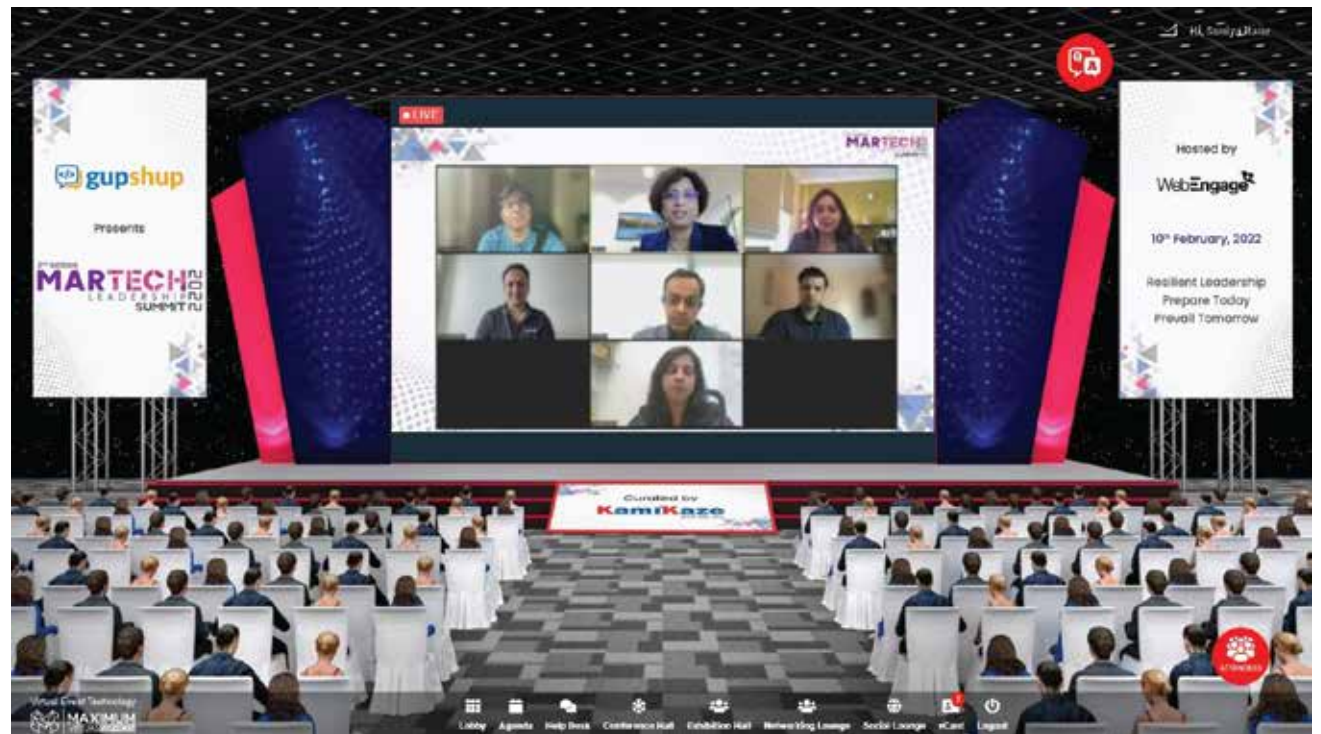 Hi,
LIVE
MARTECH
SUMMIT
gupshup
Presents
MARTECH
LEADERSHIP
SUMMIT 2022
Hosted by
WebEngage
10th February, 2022
Resilient Leadership
Prepare Today
Prevail Tomorrow
Curated by
KamiKaze
ATTENDEES
Virtual Event Technology
MAXIMUM
Lobby
Agenda
Help Desk
Conference Hall
Exhibition Hall
Networking Lounge
Social Lounge
eCard
Logout